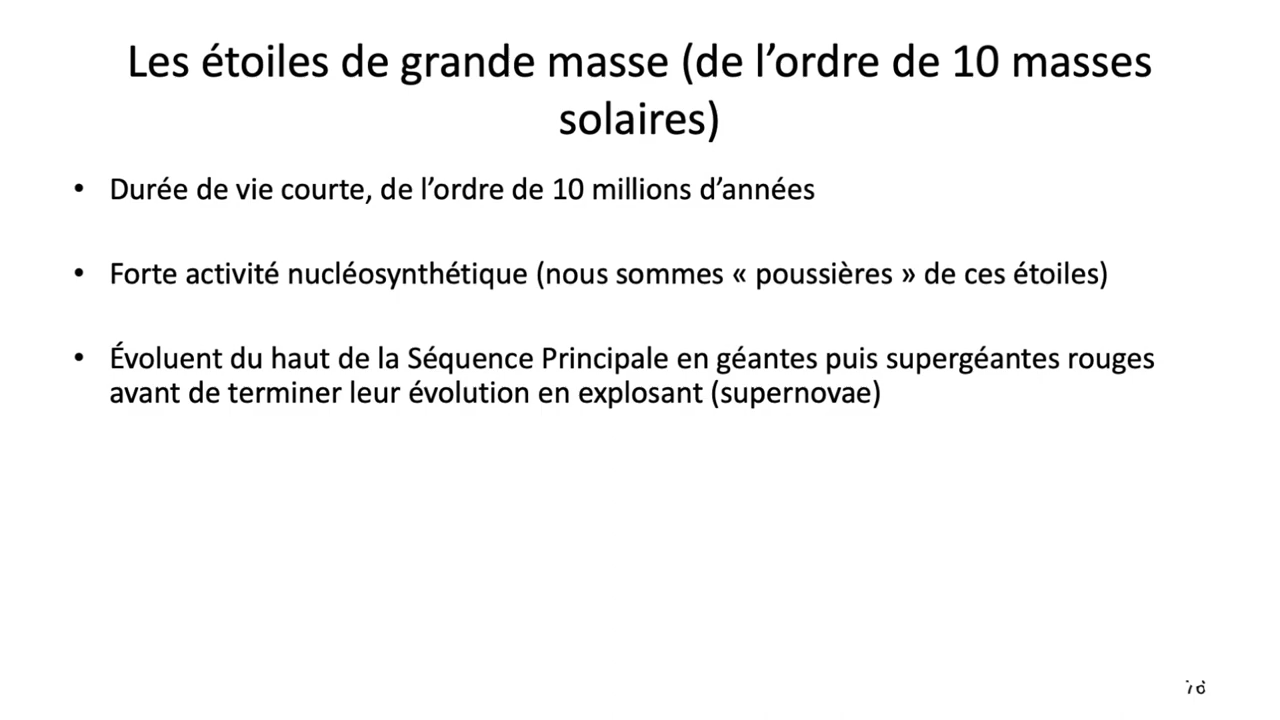 Les étoiles de grande masse (de l’ordre de 10 masses
solaires)
• Durée de vie courte, de l’ordre de 10 millions d’années
• Forte activité nucléosynthétique (nous sommes « poussières » de ces étoiles)
• Évoluent du haut de la Séquence Principale en géantes puis supergéantes rouges
avant de terminer leur évolution en explosant (supernovae)